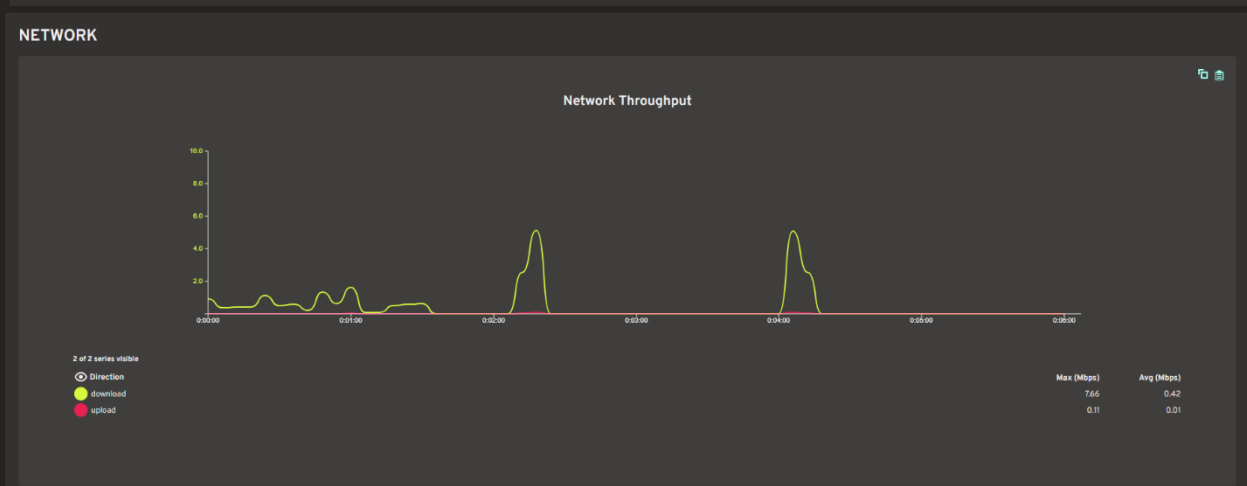 NETWORK
Network Throughput
10.0
8.0
6.0
4.0
2.0
0:00:00 0:01:00 0:02:00 0:03:00 0:04:00 0:05:00 0:06:00
2 of 2 series visible
Direction Max (Mbps) Avg (Mbps)
download 7.66 0.42
upload 0.11 0.01